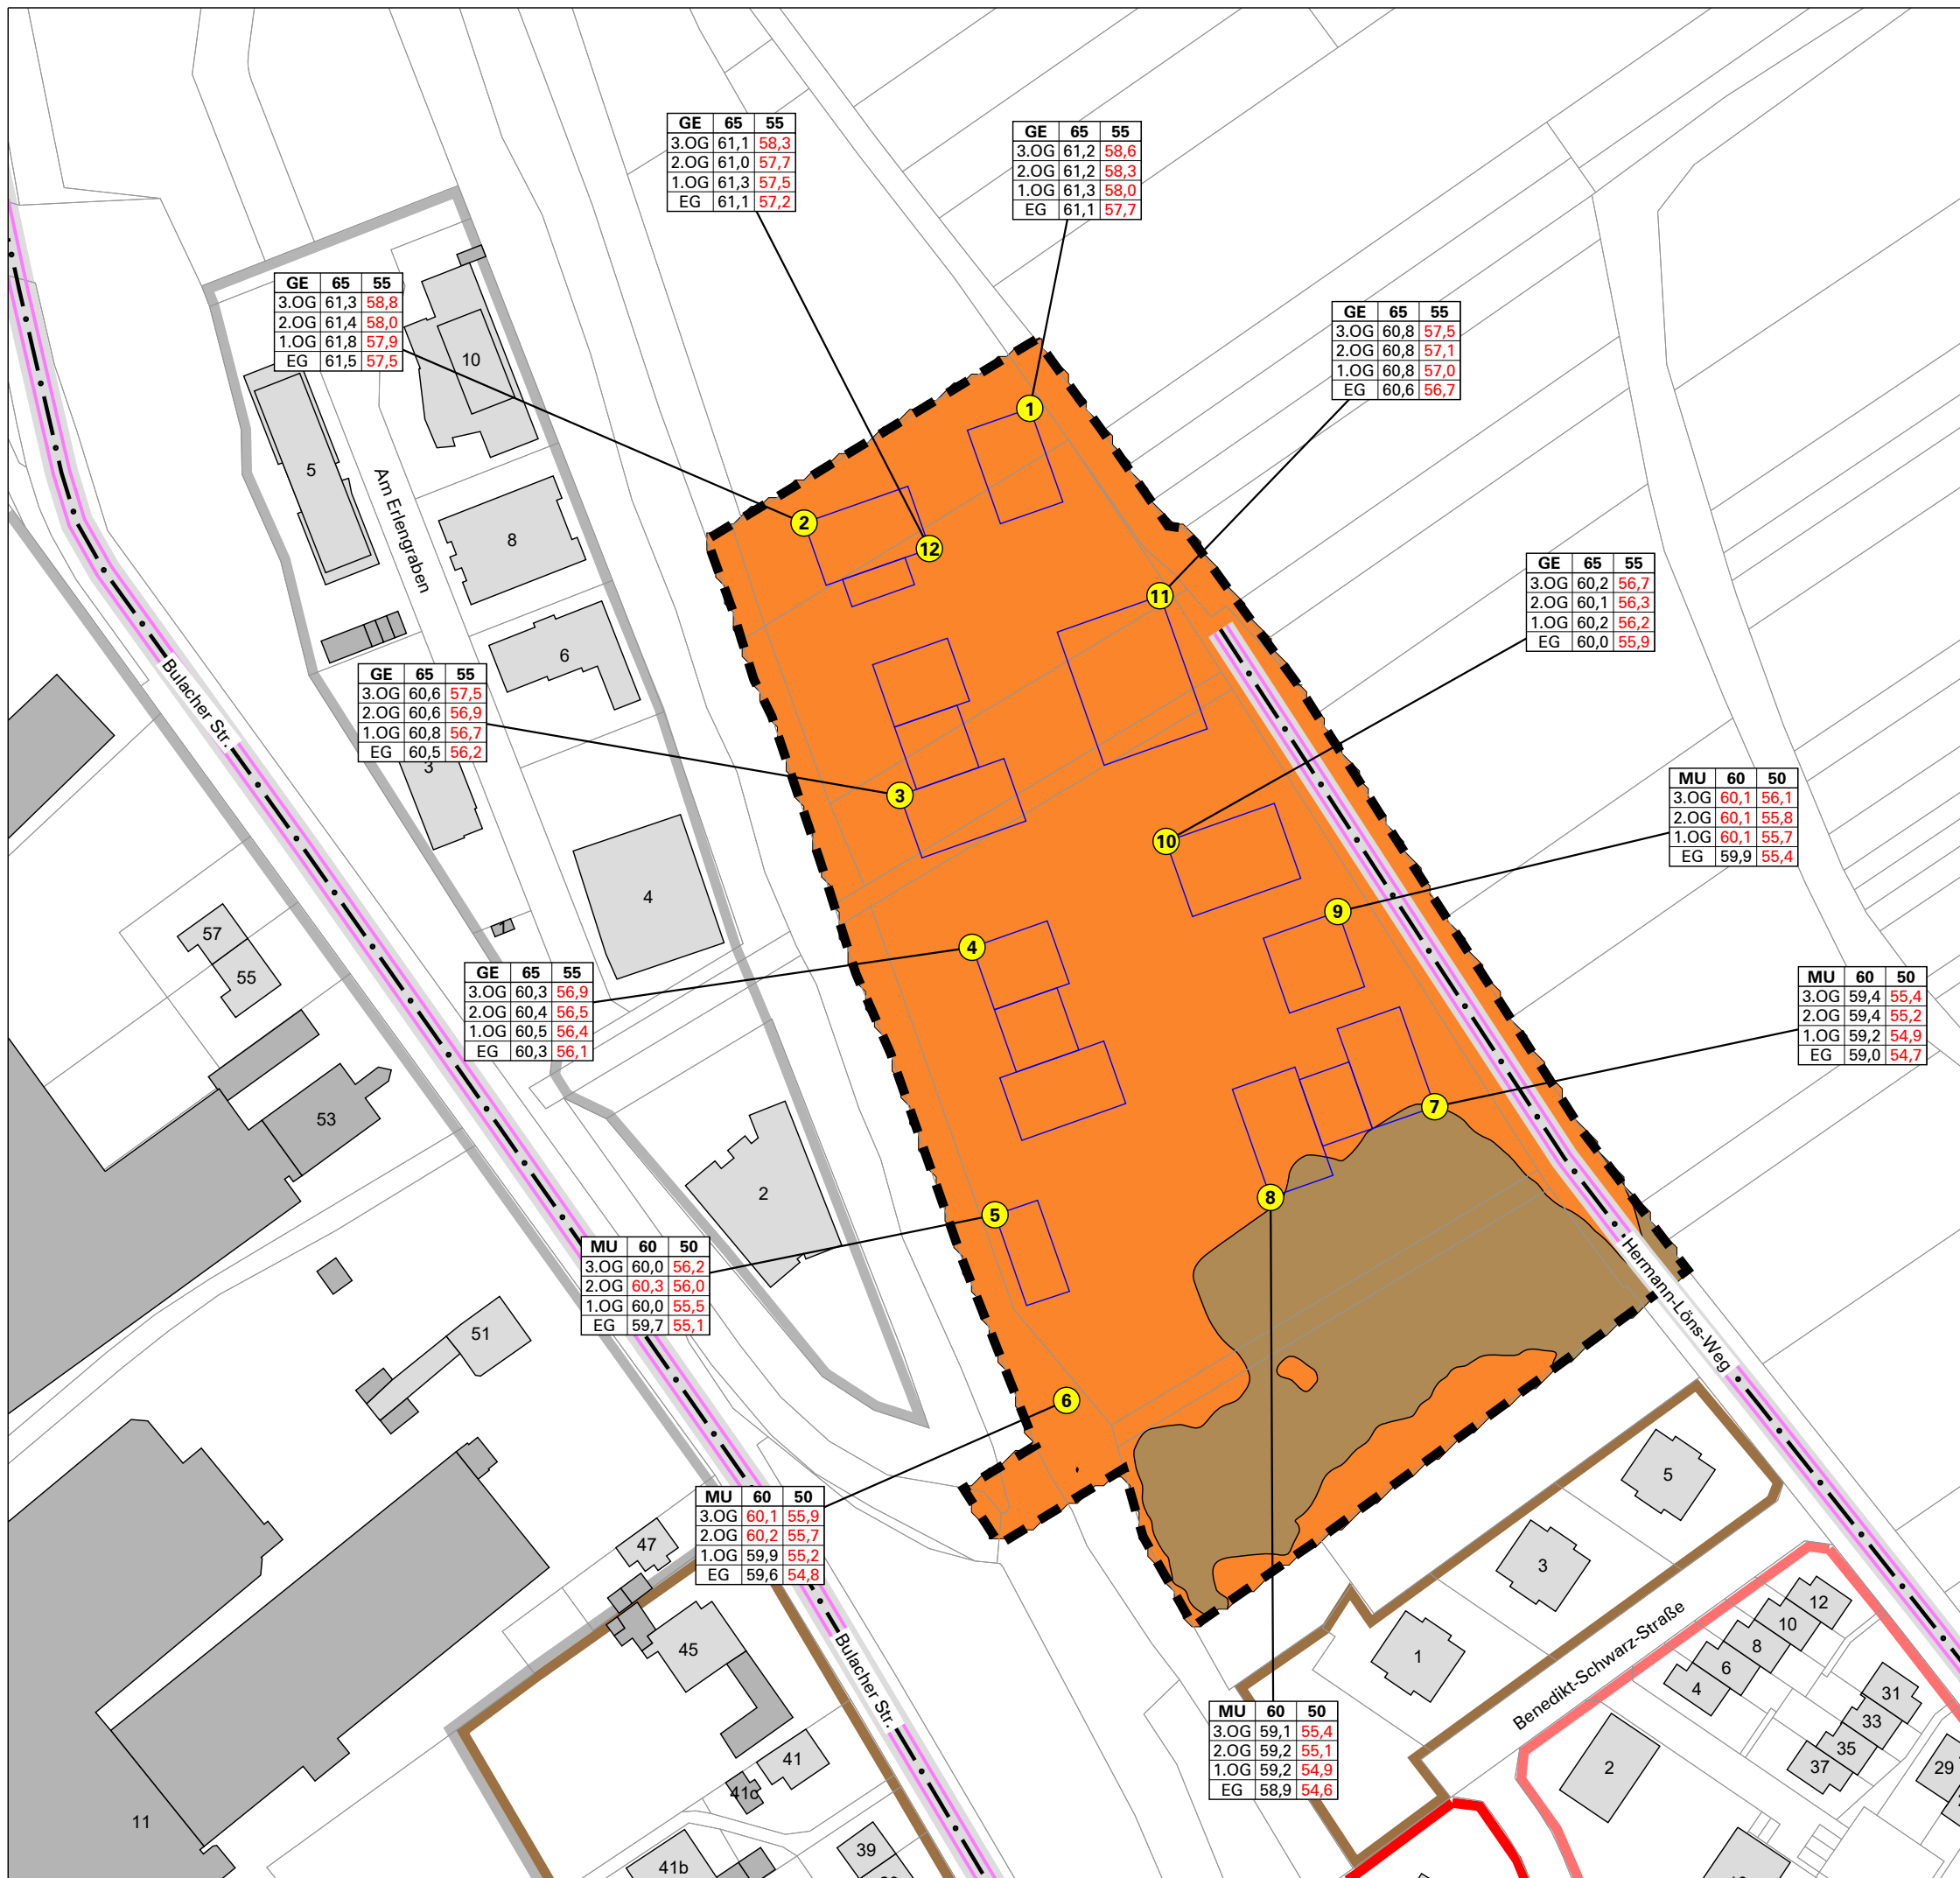 GE 65 55
3.OG 61,1 58,3
2.OG 61,0 57,7
1.OG 61,3 57,5
EG 61,1 57,2
GE 65 55
3.OG 61,2 58,6
2.OG 61,2 58,3
1.OG 61,3 58,0
EG 61,1 57,7
GE 65 55
3.OG 61,3 58,8
2.OG 61,4 58,0
1.OG 61,8 57,9
EG 61,5 57,5
GE 65 55
3.OG 60,8 57,5
2.OG 60,8 57,1
1.OG 60,8 57,0
EG 60,6 56,7
10
5
Am Erlengraben
8
6
1
2
12
11
GE 65 55
3.OG 60,2 56,7
2.OG 60,1 56,3
1.OG 60,2 56,2
EG 60,0 55,9
Bulacher Str.
GE 65 55
3.OG 60,6 57,5
2.OG 60,6 56,9
1.OG 60,8 56,7
EG 60,5 56,2
3
3
10
MU 60 50
3.OG 60,1 56,1
2.OG 60,1 55,8
1.OG 60,1 55,7
EG 59,9 55,4
4
7
9
4
57
55
GE 65 55
3.OG 60,3 56,9
2.OG 60,4 56,5
1.OG 60,5 56,4
EG 60,3 56,1
MU 60 50
3.OG 59,4 55,4
2.OG 59,4 55,2
1.OG 59,2 54,9
EG 59,0 54,7
53
7
2
8
5
MU 60 50
3.OG 60,0 56,2
2.OG 60,3 56,0
1.OG 60,0 55,5
EG 59,7 55,1
Hermann-Löns-Weg
51
6
MU 60 50
3.OG 60,1 55,9
2.OG 60,2 55,7
1.OG 59,9 55,2
EG 59,6 54,8
47
45
Bulacher Str.
5
3
1
Benedikt-Schwarz-Straße
12
10
8
6
4
31
33
35
37
29
2
MU 60 50
3.OG 59,1 55,4
2.OG 59,2 55,1
1.OG 59,2 54,9
EG 58,9 54,6
41
41c
11
39
41b